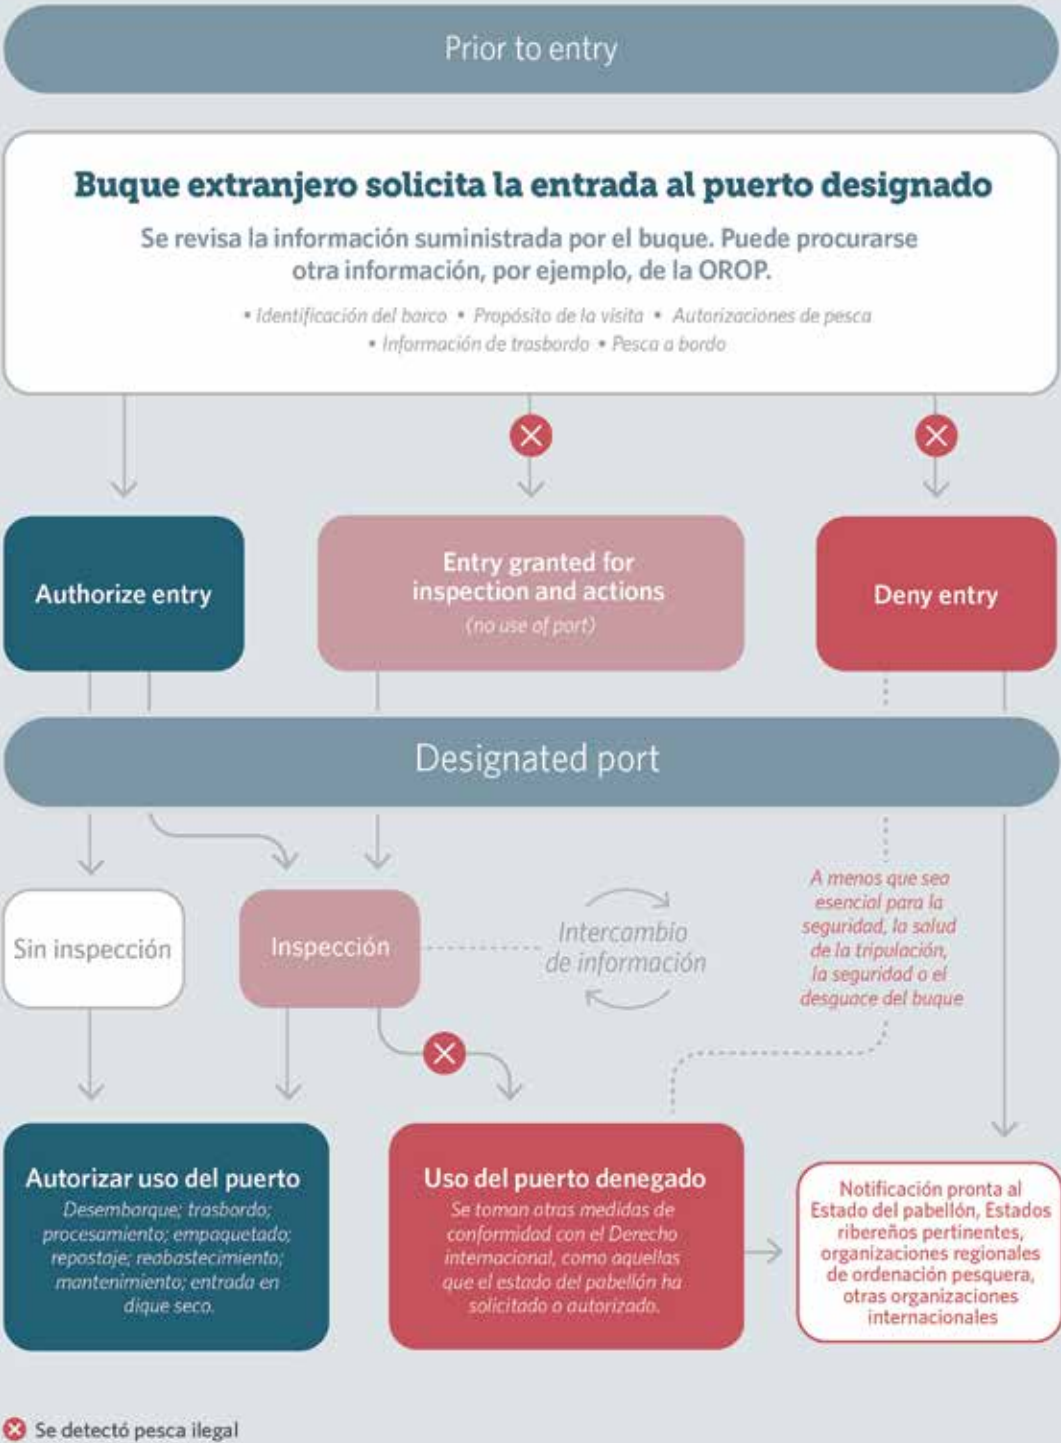 Prior to entry
Buque extranjero solicita la entrada al puerto designado
Se revisa la información suministrada por el buque. Puede procurarse
otra información, por ejemplo, de la OROP.
• Identificación del barco • Propósito de la visita • Autorizaciones de pesca
• Información de trasbordo • Pesca a bordo
Authorize entry
Entry granted for
inspection and actions
(no use of port)
Deny entry
Designated port
Sin inspección
Inspección
Intercambio
de información
A menos que sea
esencial para la
seguridad, la salud
de la tripulación,
la seguridad o el
desguace del buque
Autorizar uso del puerto
Desembarque; trasbordo;
procesamiento; empaquetado;
repostaje; reabastecimiento;
mantenimiento; entrada en
dique seco.
Uso del puerto denegado
Se toman otras medidas de
conformidad con el Derecho
internacional, como aquellas
que el estado del pabellón ha
solicitado o autorizado.
Notificación pronta al
Estado del pabellón, Estados
ribereños pertinentes,
organizaciones regionales
de ordenación pesquera,
otras organizaciones
internacionales
Se detectó pesca ilegal